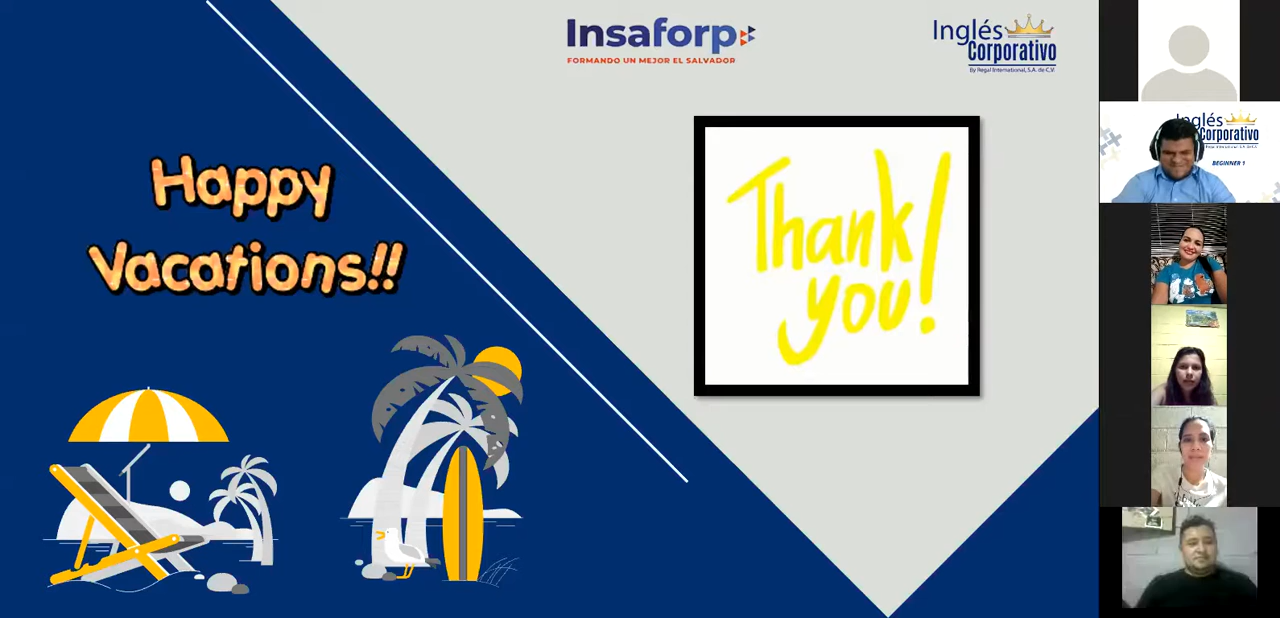 Insaforp
FORMANDO UN MEJOR EL SALVADOR
Inglés
Corporativo
By Regal International, S.A. de C.V.
Happy
Vacations!!
Thank
you!
Inglés
Corporativo
BEGINNER 1